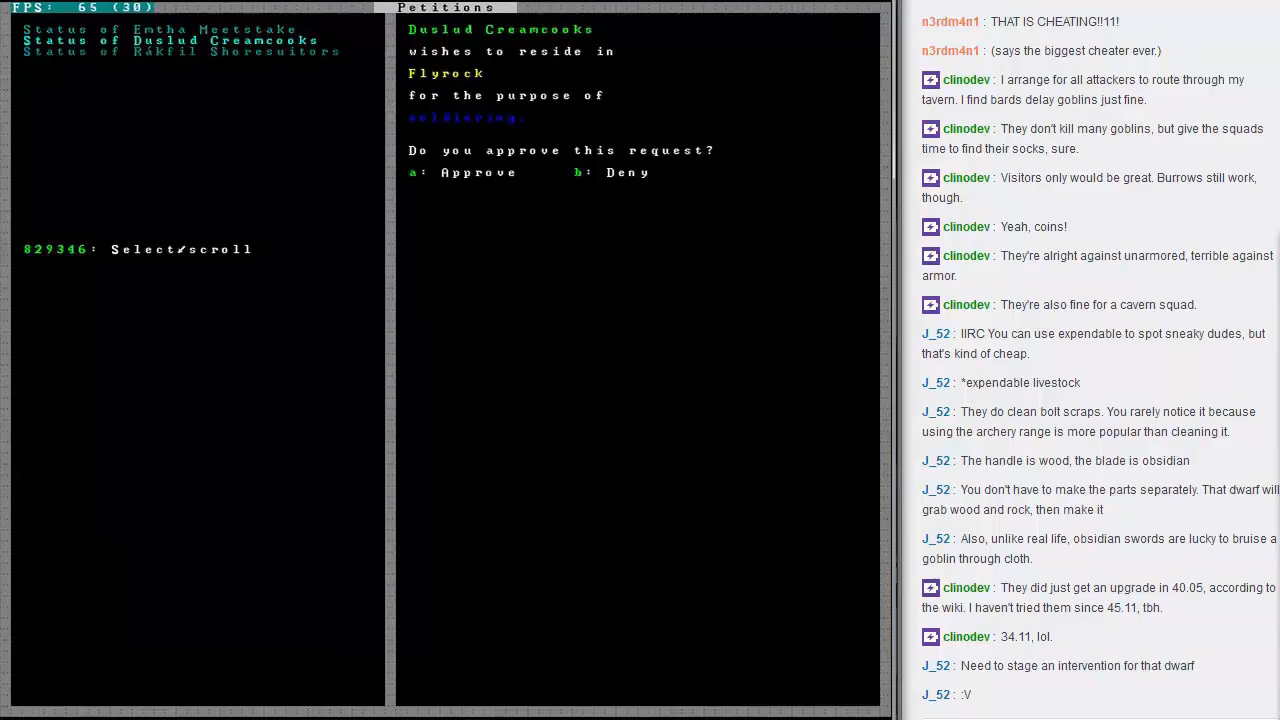 FPS: 65 (30)
Petitions
Status of Emtha Meetstake
Status of Duslud Creamcooks
Status of Rákfil Shoresuitors
829346: Select/scroll
Duslud Creamcooks
wishes to reside in
Flyrock
for the purpose of
soldiering.
Do you approve this request?
a: Approve b: Deny
n3rdm4n1 : THAT IS CHEATING!!11!
n3rdm4n1 : (says the biggest cheater ever.)
clinodev : I arrange for all attackers to route through my
tavern. I find bards delay goblins just fine.
clinodev : They don't kill many goblins, but give the squads
time to find their socks, sure.
clinodev : Visitors only would be great. Burrows still work,
though.
clinodev : Yeah, coins!
clinodev : They're alright against unarmored, terrible against
armor.
clinodev : They're also fine for a cavern squad.
J_52 : IIRC You can use expendable to spot sneaky dudes, but
that's kind of cheap.
J_52 : *expendable livestock
J_52 : They do clean bolt scraps. You rarely notice it because
using the archery range is more popular than cleaning it.
J_52 : The handle is wood, the blade is obsidian
J_52 : You don't have to make the parts separately. That dwarf will
grab wood and rock, then make it
J_52 : Also, unlike real life, obsidian swords are lucky to bruise a
goblin through cloth.
clinodev : They did just get an upgrade in 40.05, according to
the wiki. I haven't tried them since 45.11, tbh.
clinodev : 34.11, lol.
J_52 : Need to stage an intervention for that dwarf
J_52 : :V